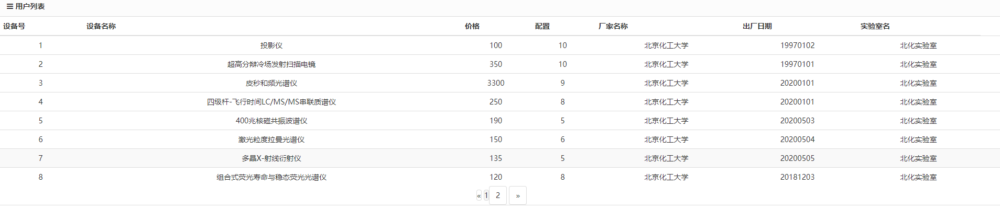 用户列表
设备号 设备名称 价格 配置 厂家名称 出厂日期 实验室名
1 投影仪 100 10 北京化工大学 19970102 北化实验室
2 超高分辩冷场发射扫描电镜 350 10 北京化工大学 19970101 北化实验室
3 皮秒和频光谱仪 3300 9 北京化工大学 20200101 北化实验室
4 四级杆-飞行时间LC/MS/MS串联质谱仪 250 8 北京化工大学 20200101 北化实验室
5 400兆核磁共振波谱仪 190 5 北京化工大学 20200503 北化实验室
6 激光粒度拉曼光谱仪 150 6 北京化工大学 20200504 北化实验室
7 多晶X-射线衍射仪 135 5 北京化工大学 20200505 北化实验室
8 组合式荧光寿命与稳态荧光光谱仪 120 8 北京化工大学 20181203 北化实验室
« 1 2 »